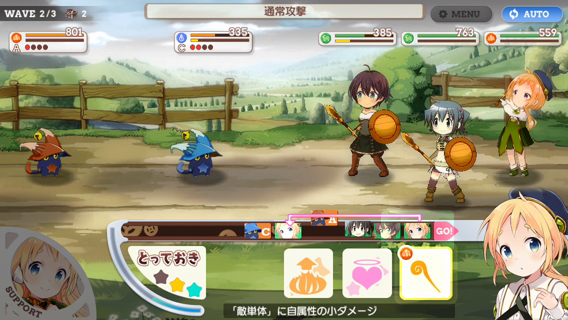 WAVE 2/3 2
通常攻撃
MENU
AUTO
801
A
335
C
385
763
559
C
A
GO!
とっておき
SUPPORT
「敵単体」に自属性の小ダメージ